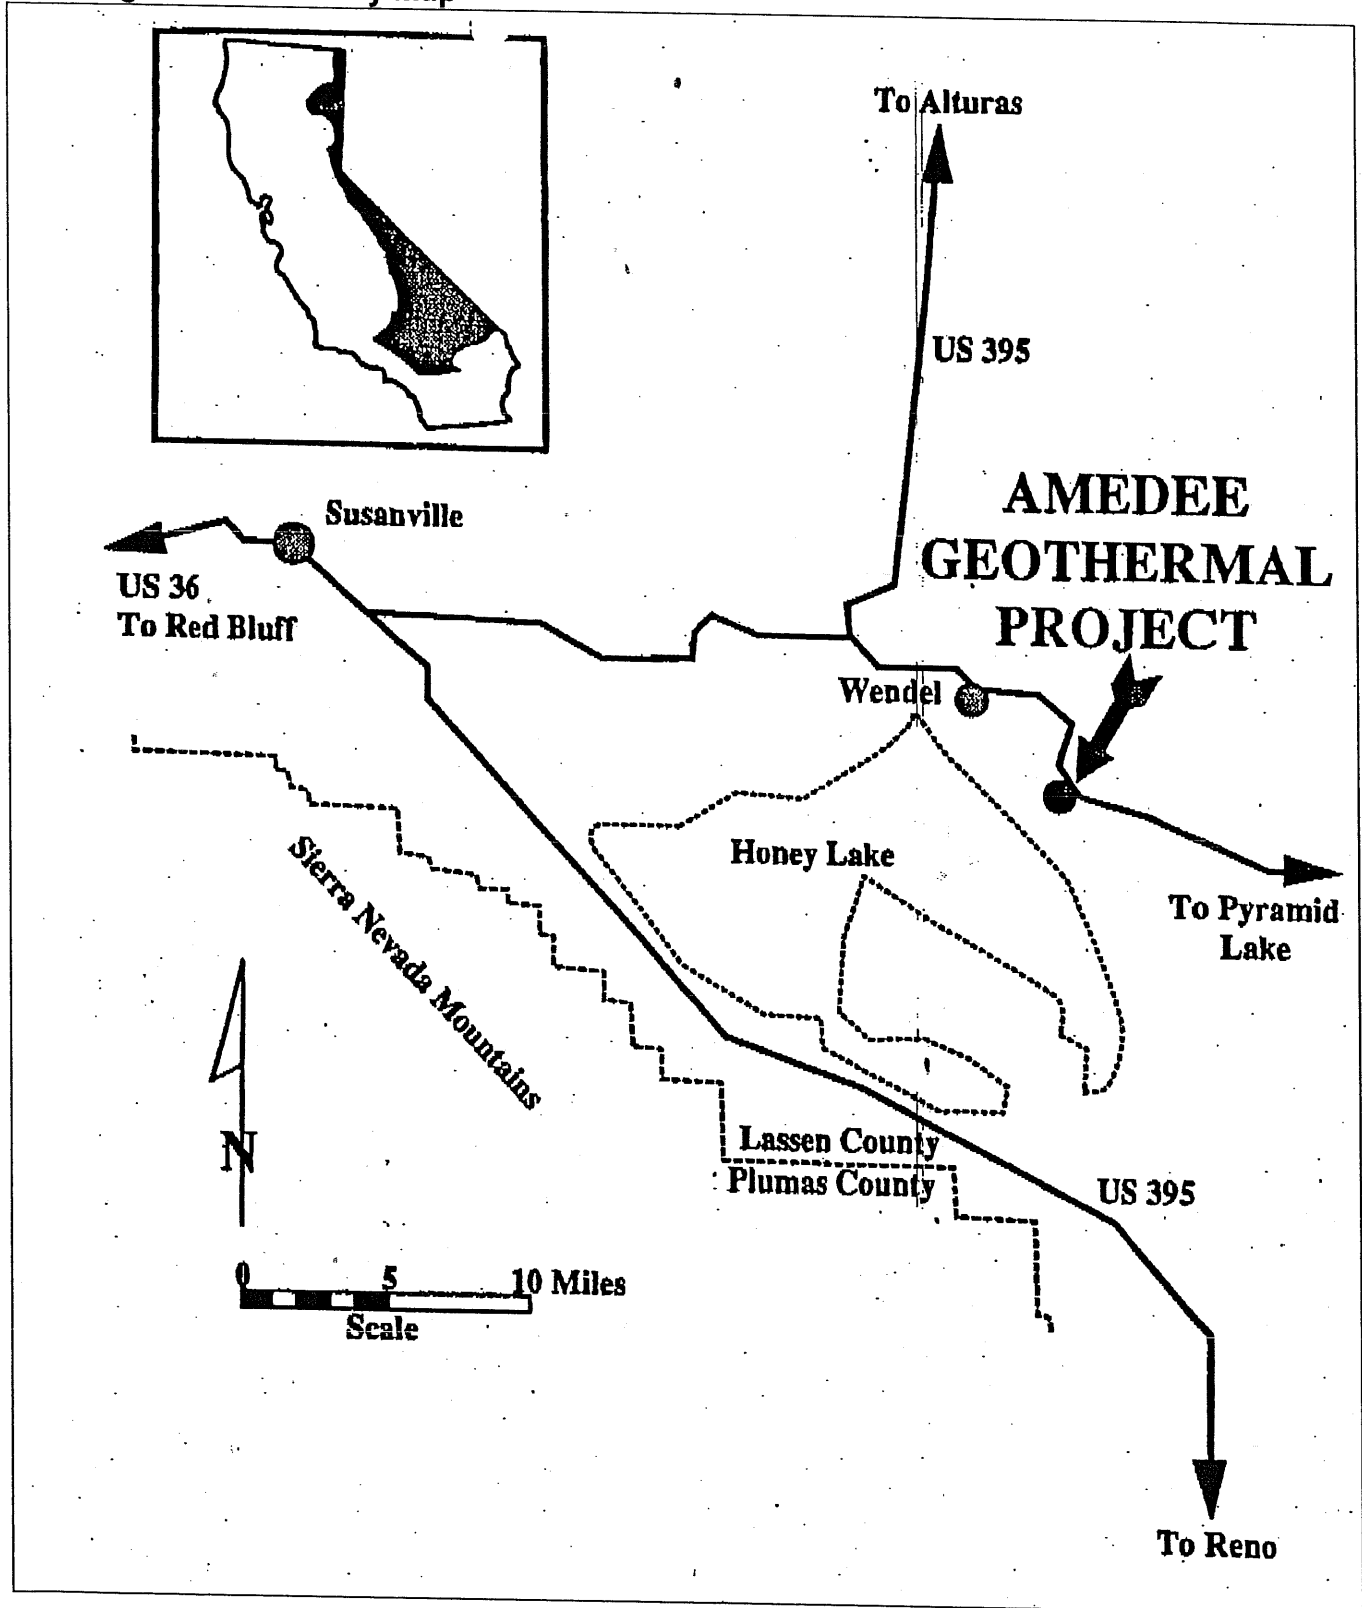 To Alturas
US 395
AMEDEE
GEOTHERMAL
PROJECT
Susanville
US 36
To Red Bluff
Wendel
Honey Lake
Sierra Nevada Mountains
To Pyramid
Lake
N
Lassen County
Plumas County
US 395
0 5 10 Miles
Scale
To Reno